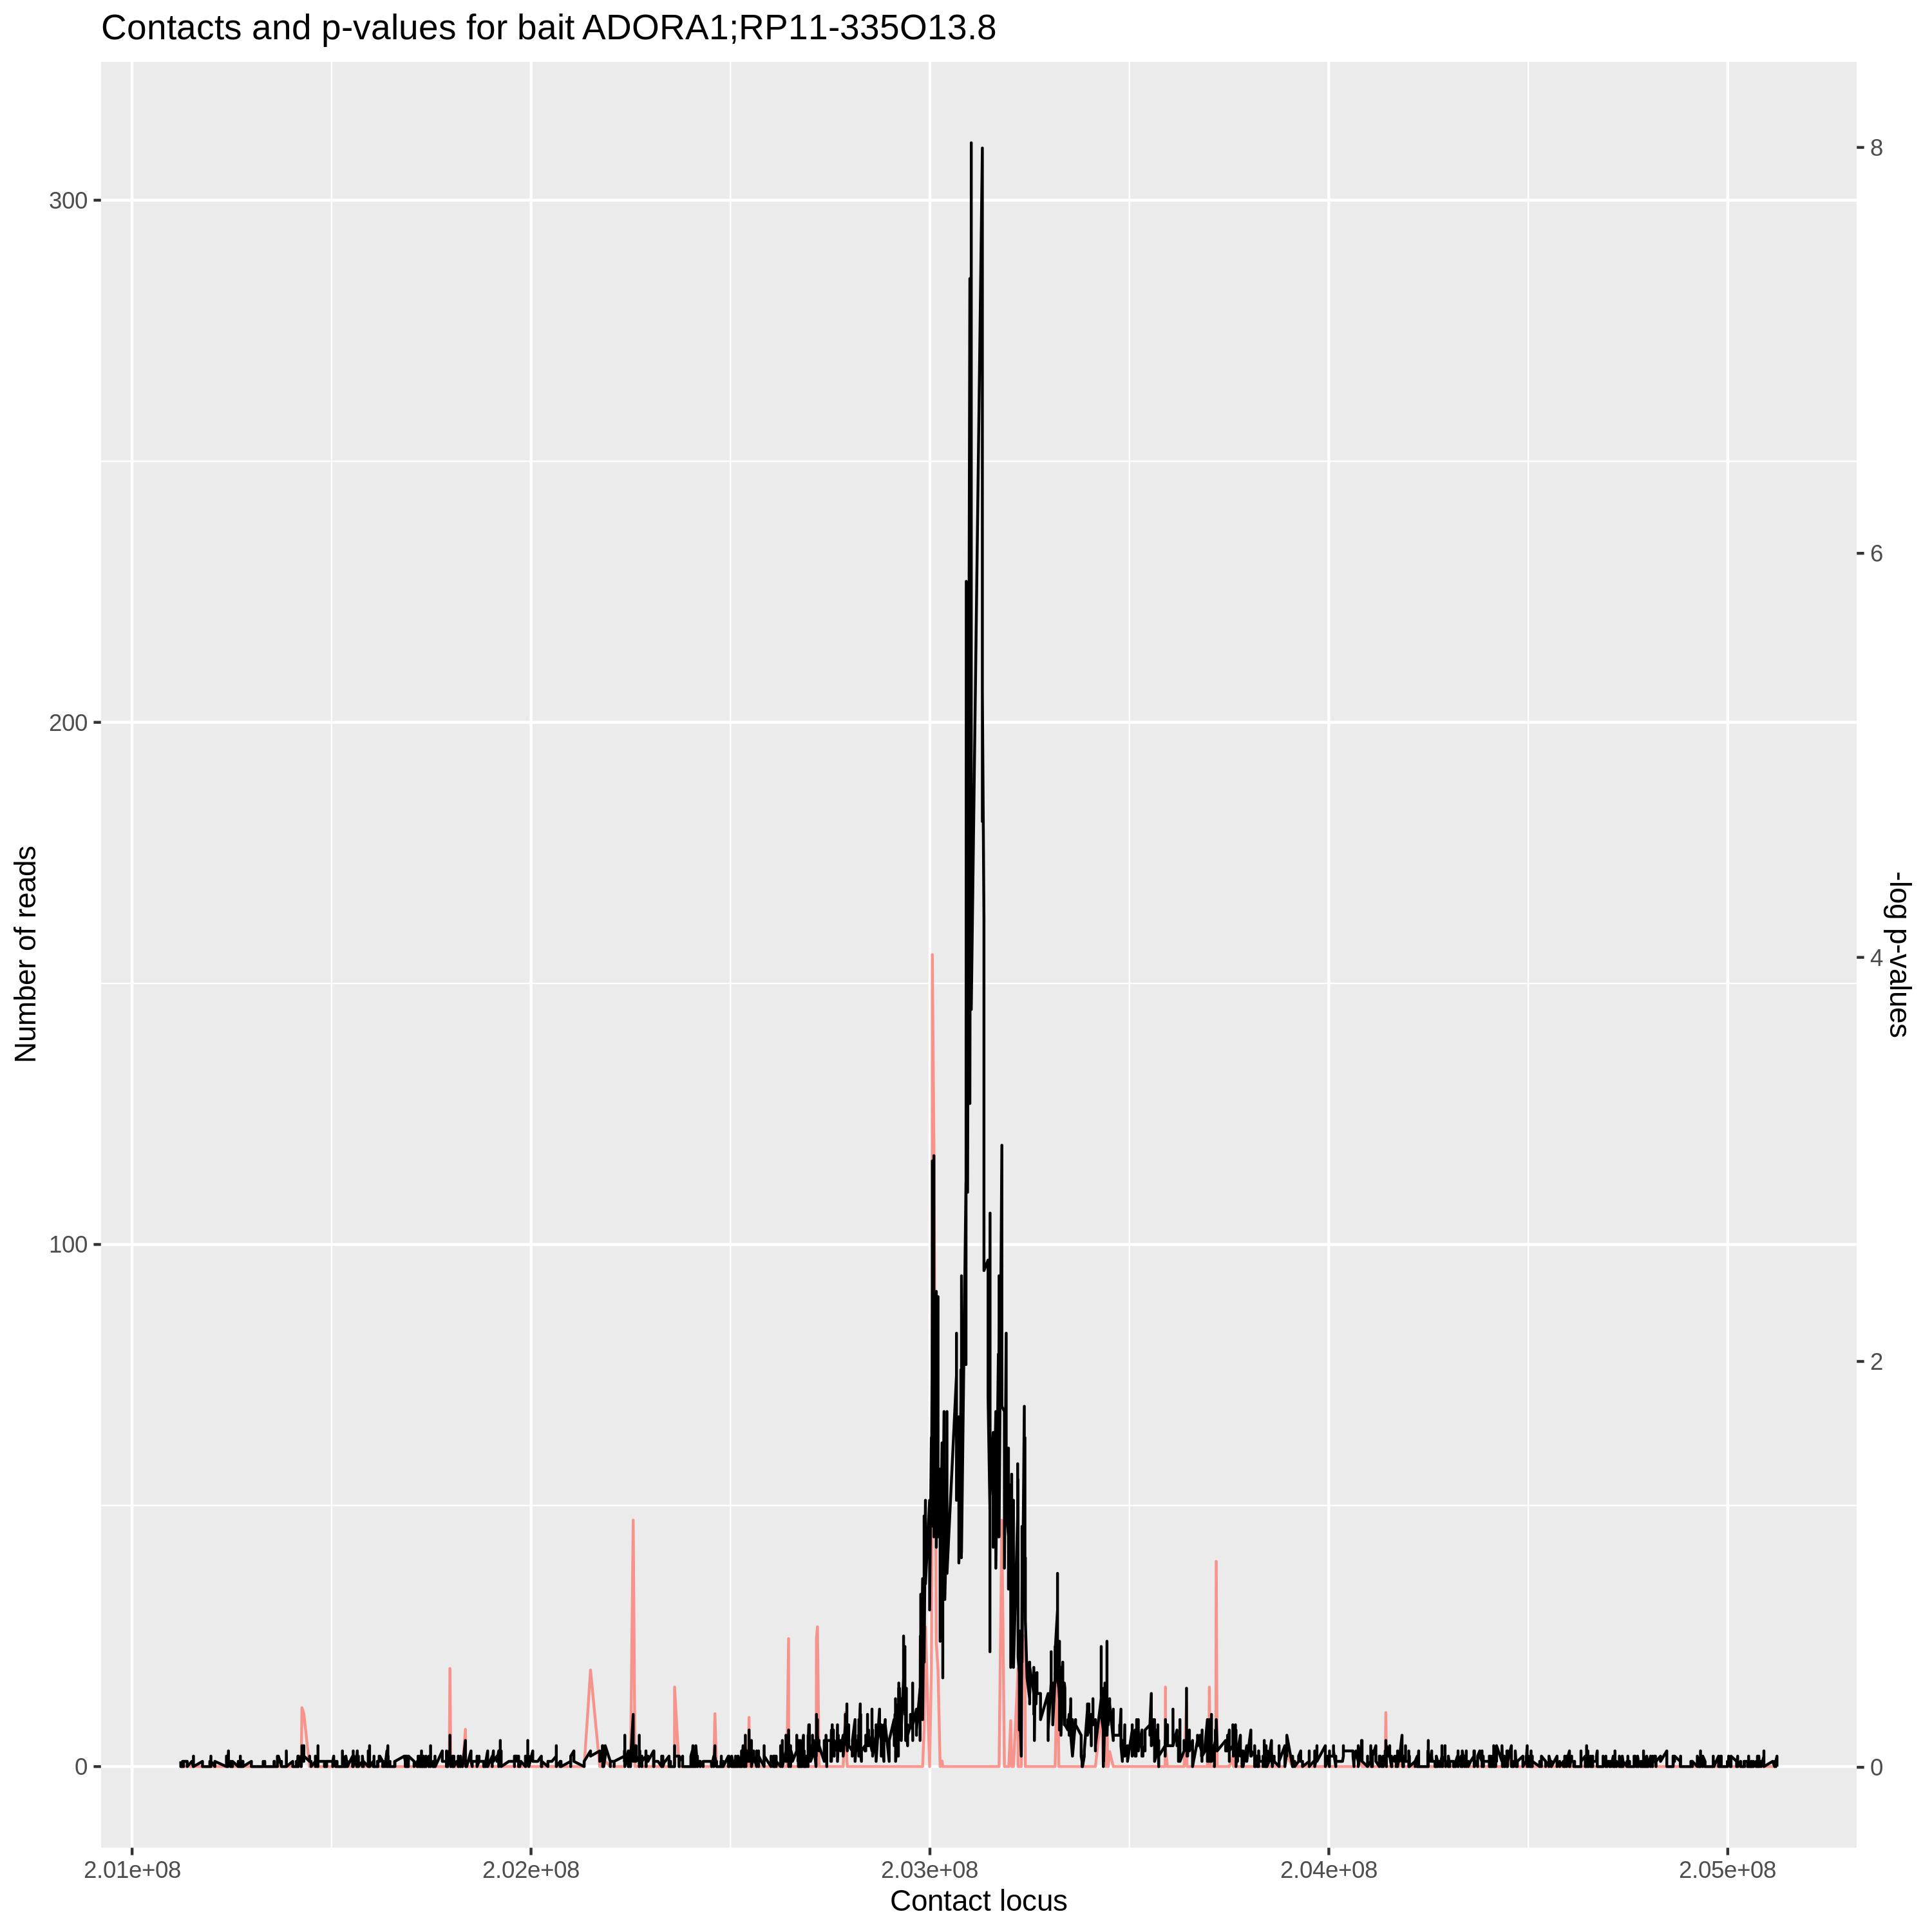 Contacts and p-values for bait ADORA1;RP11-335O13.8
300
200
100
0
Number of reads
8
6
4
2
0
-log p-values
2.01e+08
2.02e+08
2.03e+08
2.04e+08
2.05e+08
Contact locus